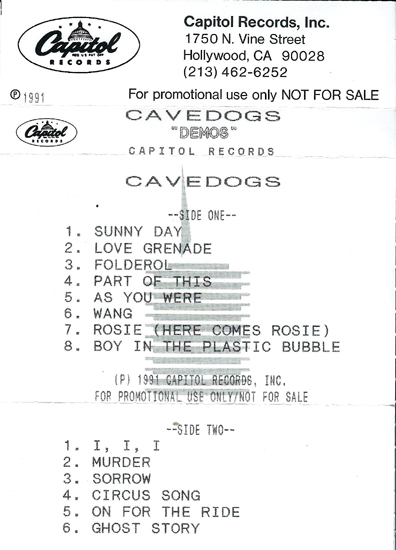 Capitol
REG. U.S. PAT. OFF.
RECORDS
Capitol Records, Inc.
1750 N. Vine Street
Hollywood, CA 90028
(213) 462-6252
℗ 1991
For promotional use only NOT FOR SALE
Capitol
RECORDS
CAVEDOGS
"DEMOS"
CAPITOL RECORDS
CAVEDOGS
--SIDE ONE--
1. SUNNY DAY
2. LOVE GRENADE
3. FOLDEROL
4. PART OF THIS
5. AS YOU WERE
6. WANG
7. ROSIE (HERE COMES ROSIE)
8. BOY IN THE PLASTIC BUBBLE
(P) 1991 CAPITOL RECORDS, INC.
FOR PROMOTIONAL USE ONLY/NOT FOR SALE
--SIDE TWO--
1. I, I, I
2. MURDER
3. SORROW
4. CIRCUS SONG
5. ON FOR THE RIDE
6. GHOST STORY